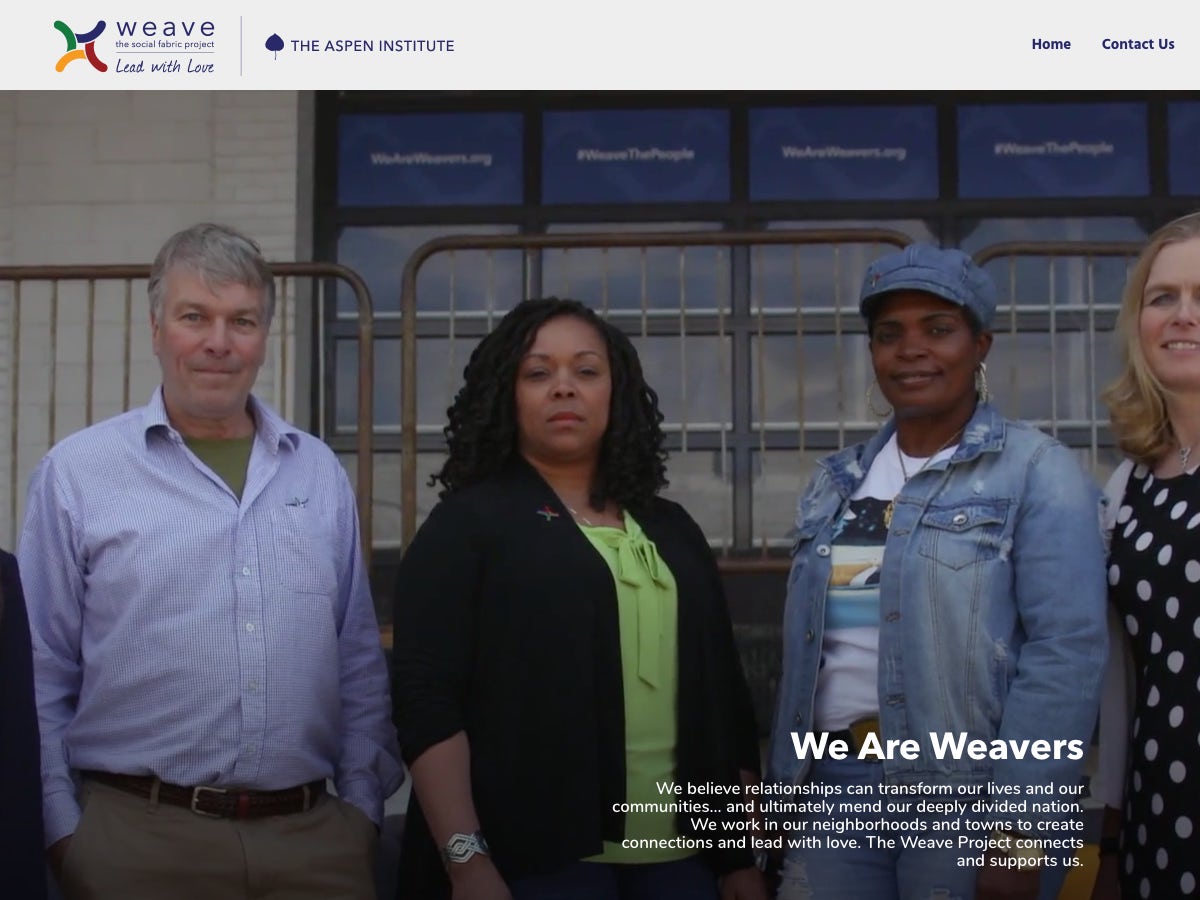 weave
the social fabric project
Lead with Love
THE ASPEN INSTITUTE
Home
Contact Us
WeAreWeavers.org
#WeaveThePeople
WeAreWeavers.org
#WeaveThePeople
We Are Weavers
We believe relationships can transform our lives and our
communities... and ultimately mend our deeply divided nation.
We work in our neighborhoods and towns to create
connections and lead with love. The Weave Project connects
and supports us.